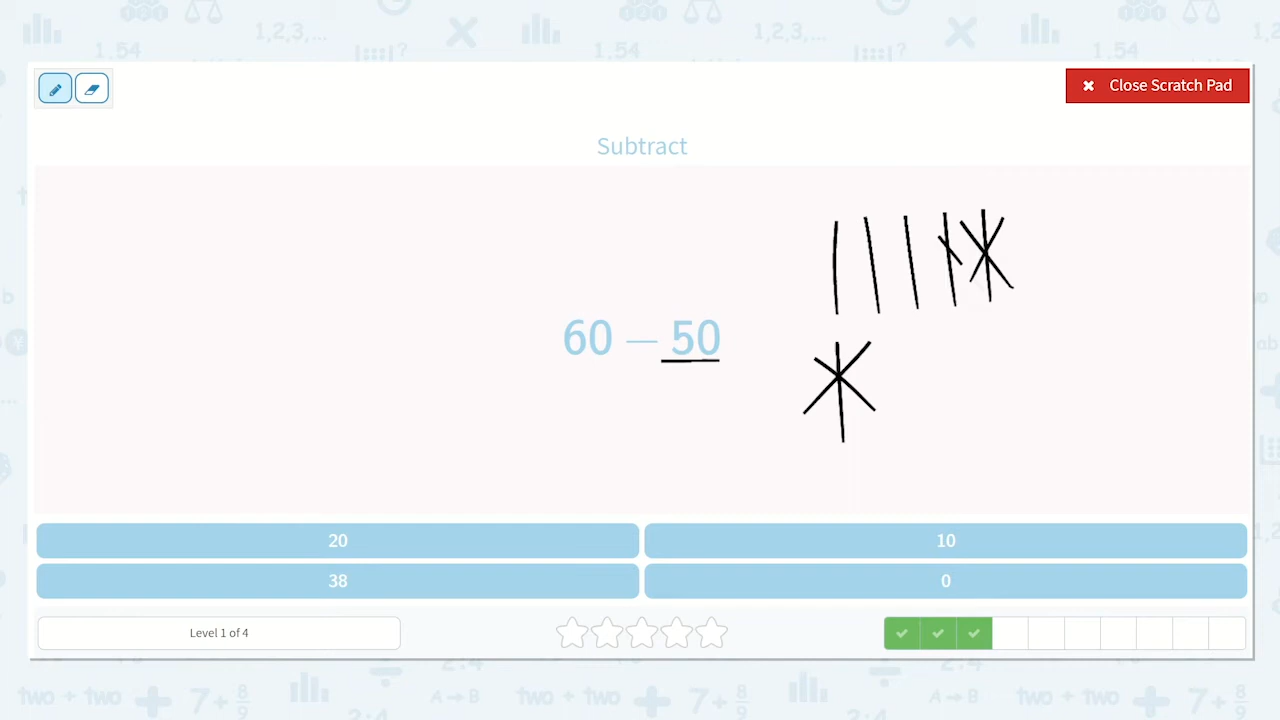 Close Scratch Pad
Subtract
60 — 50
20
10
38
0
Level 1 of 4